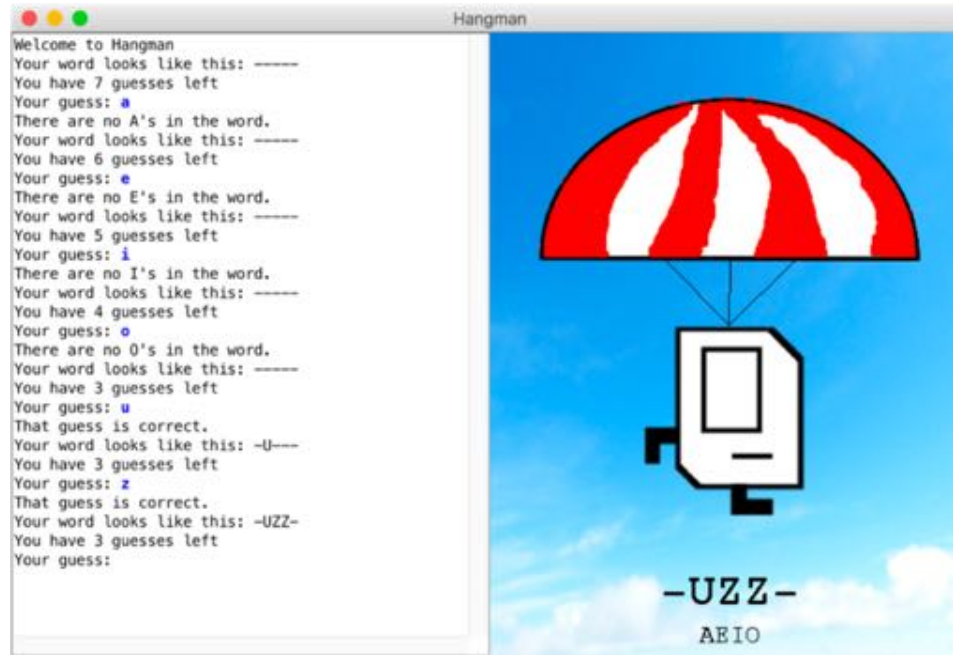 Hangman
Welcome to Hangman
Your word looks like this: -----
You have 7 guesses left
Your guess: a
There are no A's in the word.
Your word looks like this: -----
You have 6 guesses left
Your guess: e
There are no E's in the word.
Your word looks like this: -----
You have 5 guesses left
Your guess: i
There are no I's in the word.
Your word looks like this: -----
You have 4 guesses left
Your guess: o
There are no O's in the word.
Your word looks like this: -----
You have 3 guesses left
Your guess: u
That guess is correct.
Your word looks like this: -U---
You have 3 guesses left
Your guess: z
That guess is correct.
Your word looks like this: -UZZ-
You have 3 guesses left
Your guess:
-UZZ-
AEIO